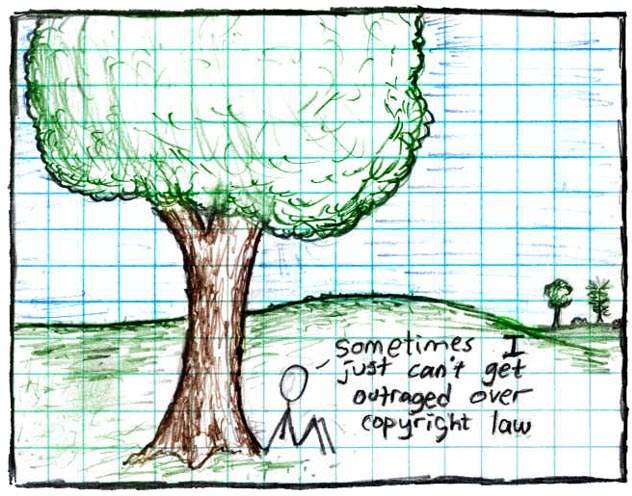 sometimes I
just can't get
outraged over
copyright law